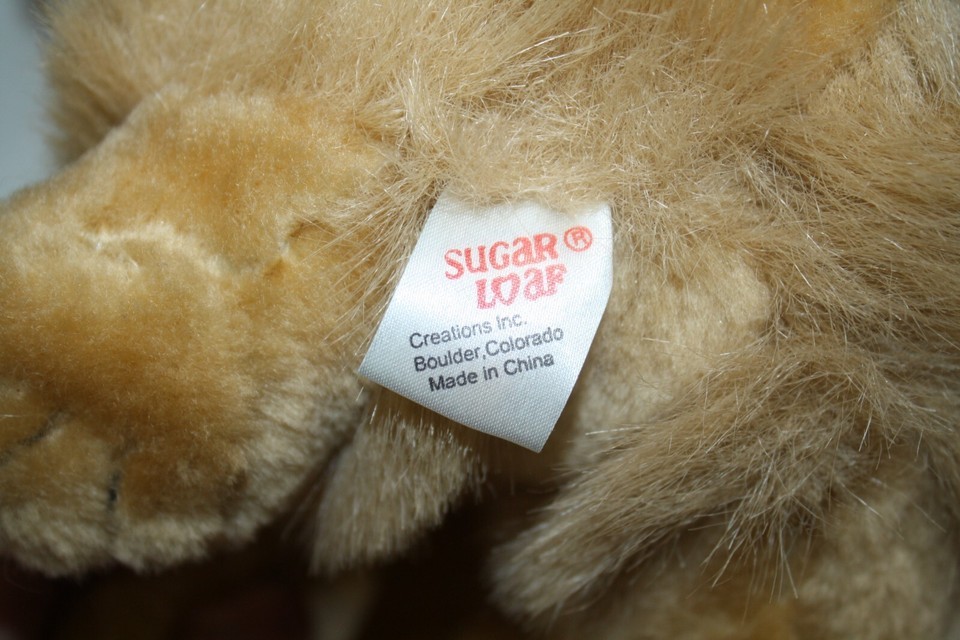 SUGAR®
LOAF
Creations Inc.
Boulder,Colorado
Made in China